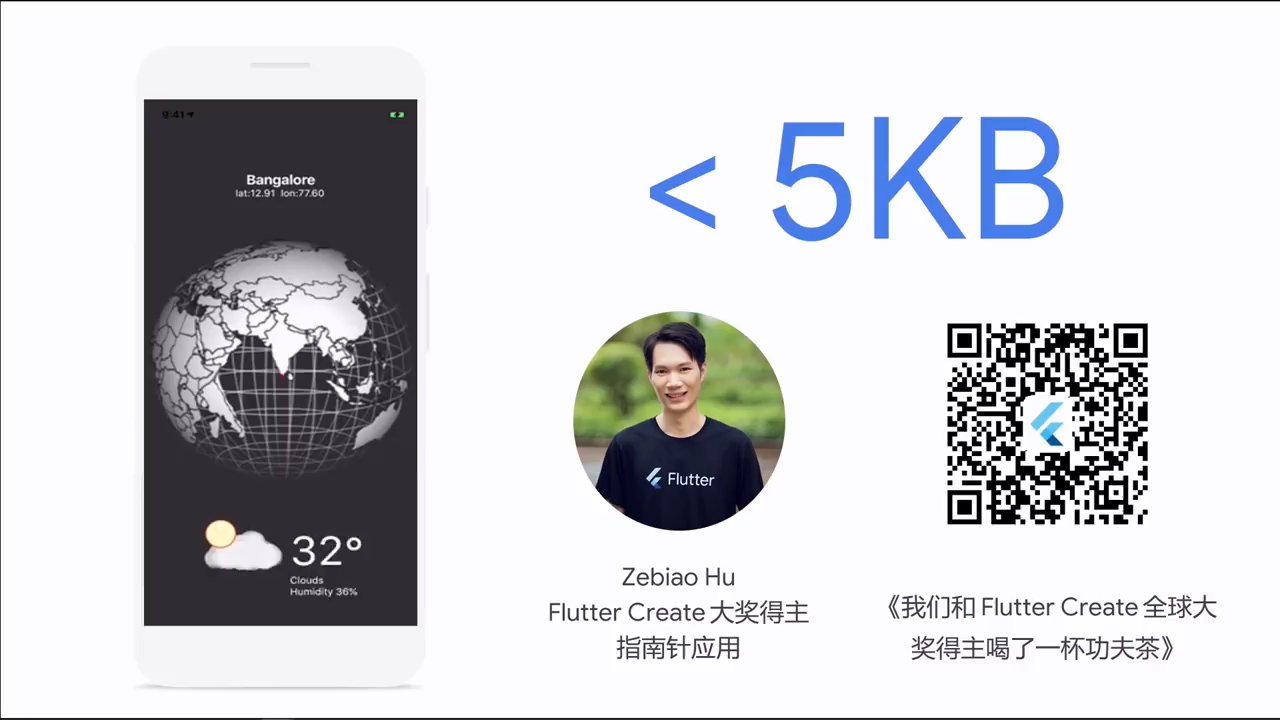 9:41
Bangalore
lat:12.91 lon:77.60
32°
Clouds
Humidity 36%
< 5KB
Flutter
Zebiao Hu
Flutter Create 大奖得主
指南针应用
《我们和 Flutter Create 全球大
奖得主喝了一杯功夫茶》